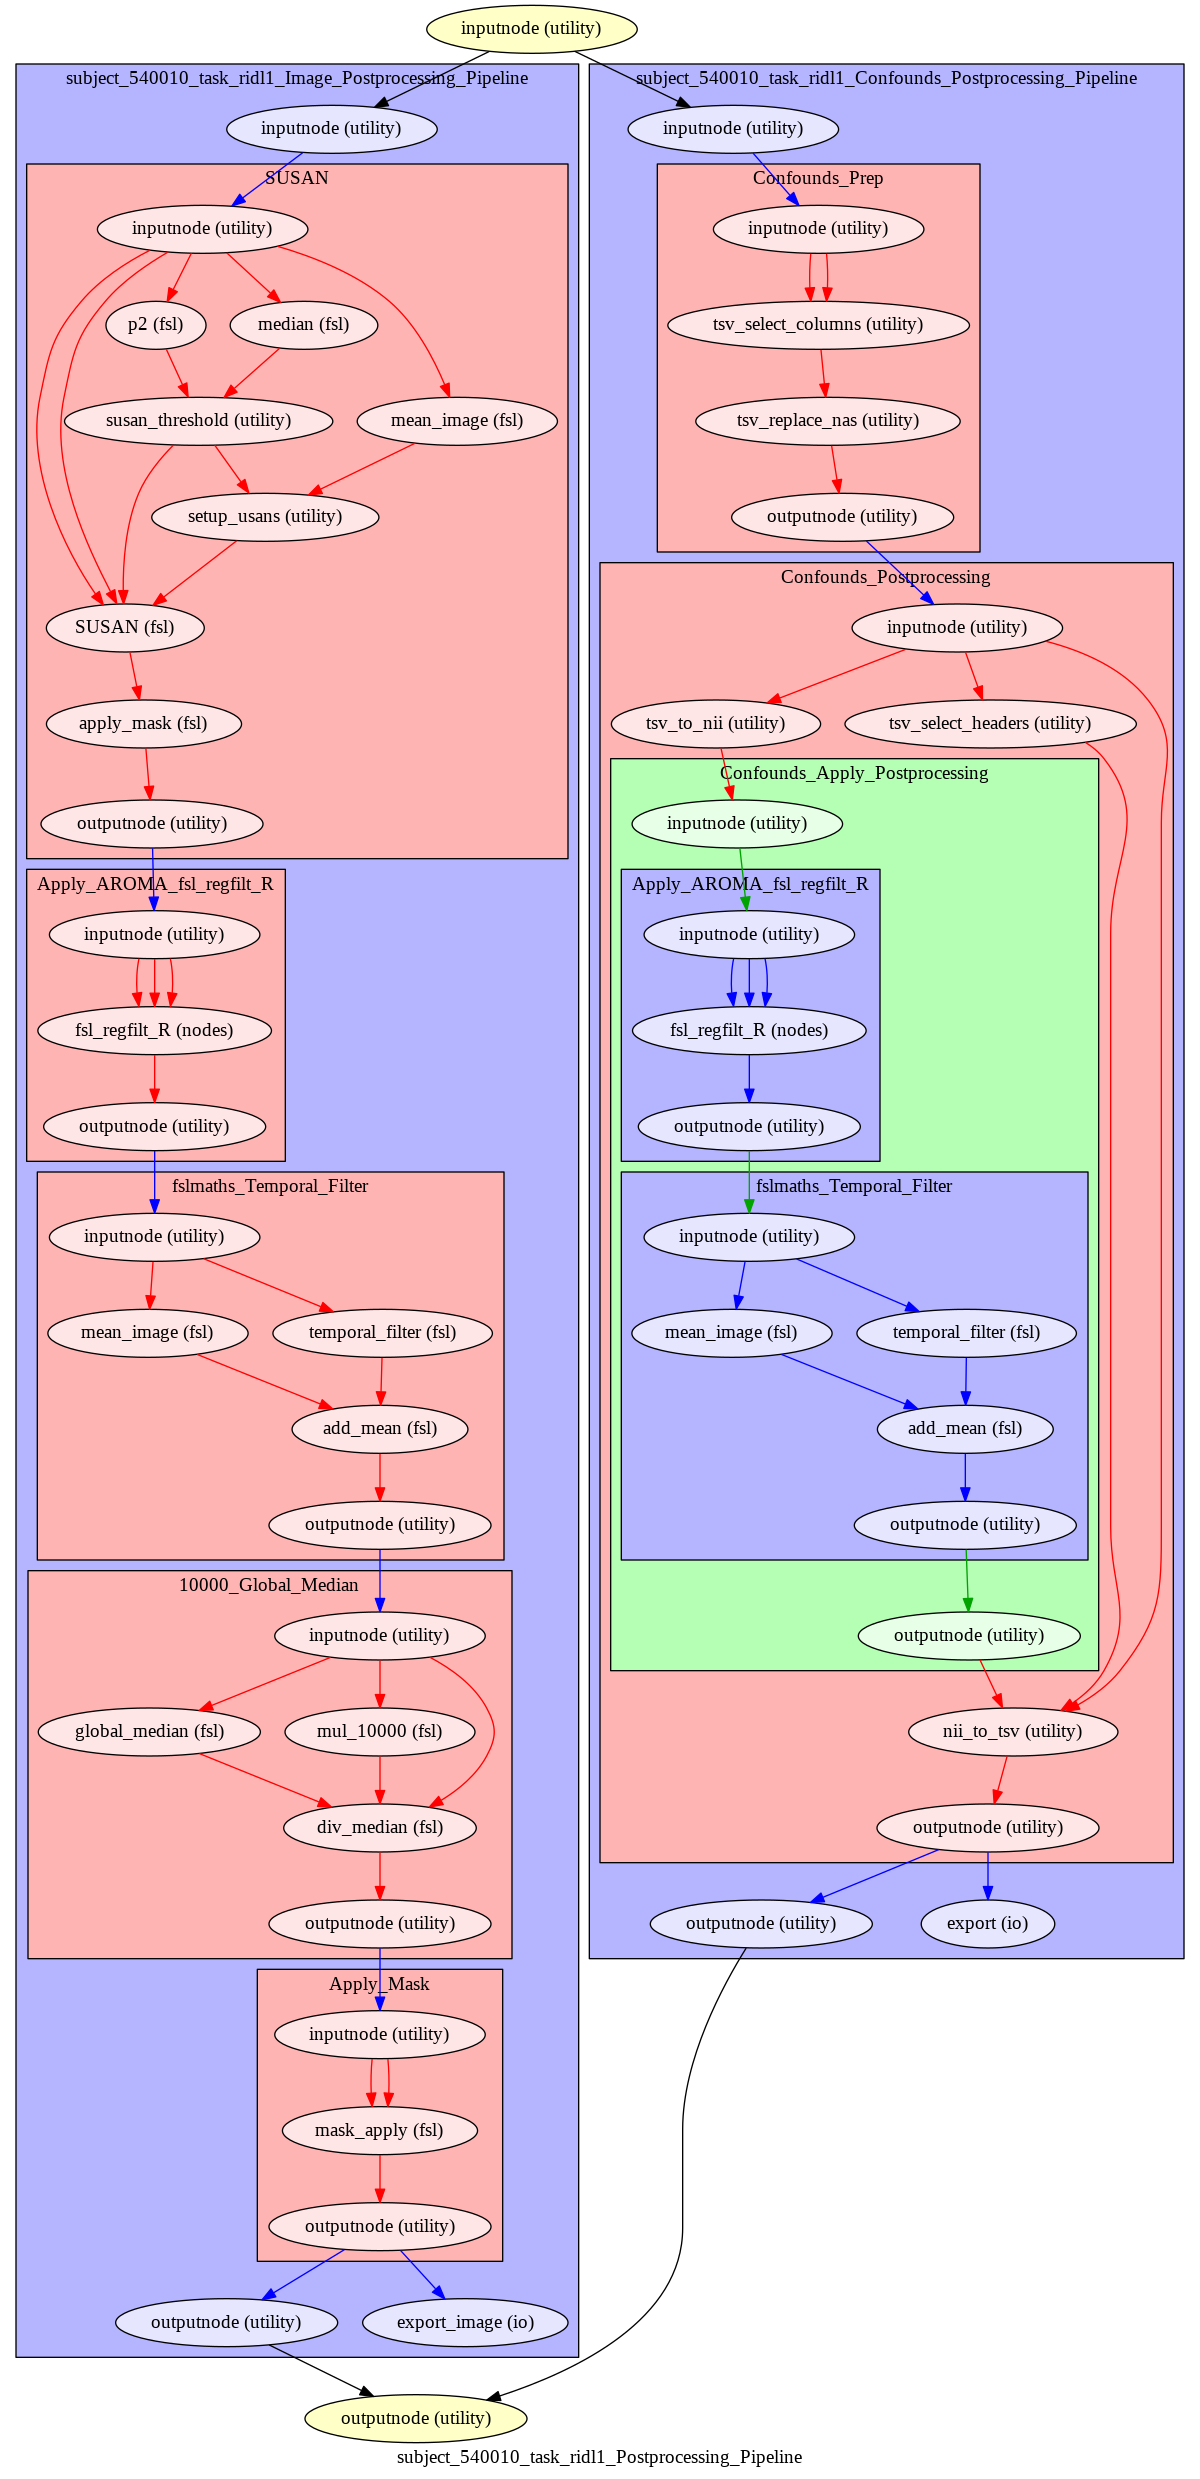 inputnode (utility)
subject_540010_task_ridl1_Image_Postprocessing_Pipeline
inputnode (utility)
SUSAN
inputnode (utility)
p2 (fsl)
median (fsl)
susan_threshold (utility)
mean_image (fsl)
setup_usans (utility)
SUSAN (fsl)
apply_mask (fsl)
outputnode (utility)
Apply_AROMA_fsl_regfilt_R
inputnode (utility)
fsl_regfilt_R (nodes)
outputnode (utility)
fslmaths_Temporal_Filter
inputnode (utility)
mean_image (fsl)
temporal_filter (fsl)
add_mean (fsl)
outputnode (utility)
10000_Global_Median
inputnode (utility)
global_median (fsl)
mul_10000 (fsl)
div_median (fsl)
outputnode (utility)
Apply_Mask
inputnode (utility)
mask_apply (fsl)
outputnode (utility)
outputnode (utility)
export_image (io)
subject_540010_task_ridl1_Confounds_Postprocessing_Pipeline
inputnode (utility)
Confounds_Prep
inputnode (utility)
tsv_select_columns (utility)
tsv_replace_nas (utility)
outputnode (utility)
Confounds_Postprocessing
inputnode (utility)
tsv_to_nii (utility)
tsv_select_headers (utility)
Confounds_Apply_Postprocessing
inputnode (utility)
Apply_AROMA_fsl_regfilt_R
inputnode (utility)
fsl_regfilt_R (nodes)
outputnode (utility)
fslmaths_Temporal_Filter
inputnode (utility)
mean_image (fsl)
temporal_filter (fsl)
add_mean (fsl)
outputnode (utility)
outputnode (utility)
nii_to_tsv (utility)
outputnode (utility)
outputnode (utility)
export (io)
outputnode (utility)
subject_540010_task_ridl1_Postprocessing_Pipeline